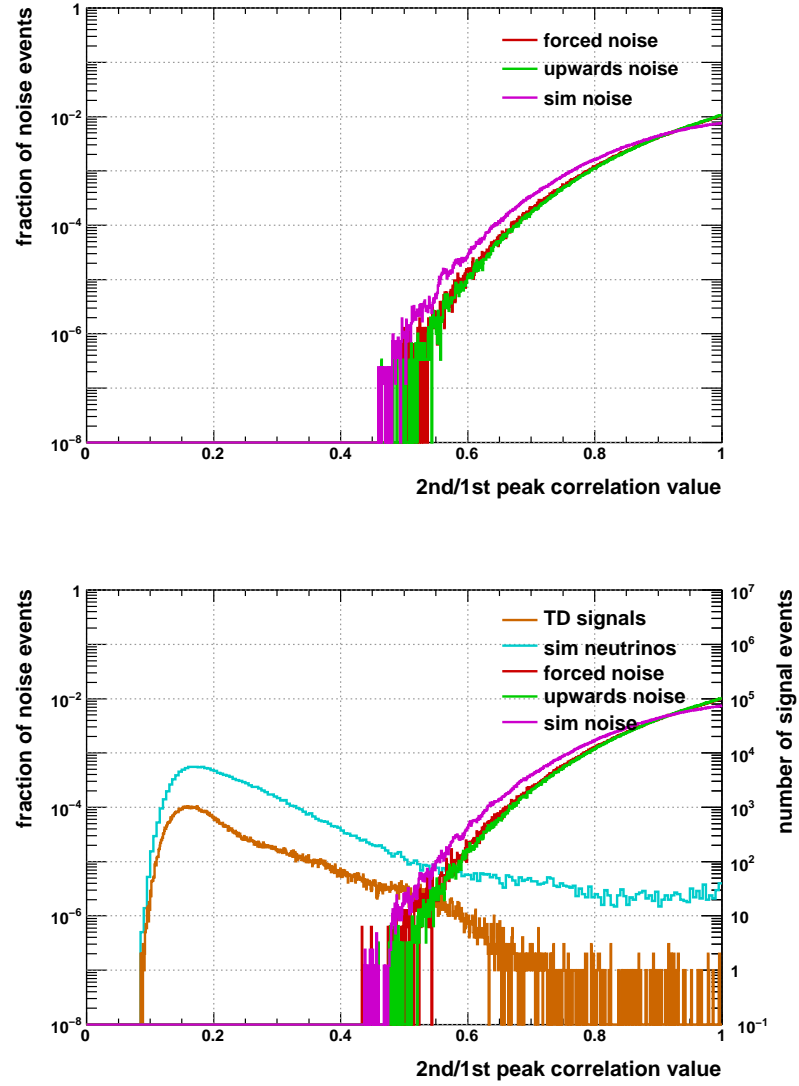 1
10^-2
10^-4
10^-6
10^-8
fraction of noise events
forced noise
upwards noise
sim noise
0 0.2 0.4 0.6 0.8 1
2nd/1st peak correlation value
1
10^-2
10^-4
10^-6
10^-8
fraction of noise events
TD signals
sim neutrinos
forced noise
upwards noise
sim noise
10^7
10^6
10^5
10^4
10^3
10^2
10
1
10^-1
number of signal events
0 0.2 0.4 0.6 0.8 1
2nd/1st peak correlation value